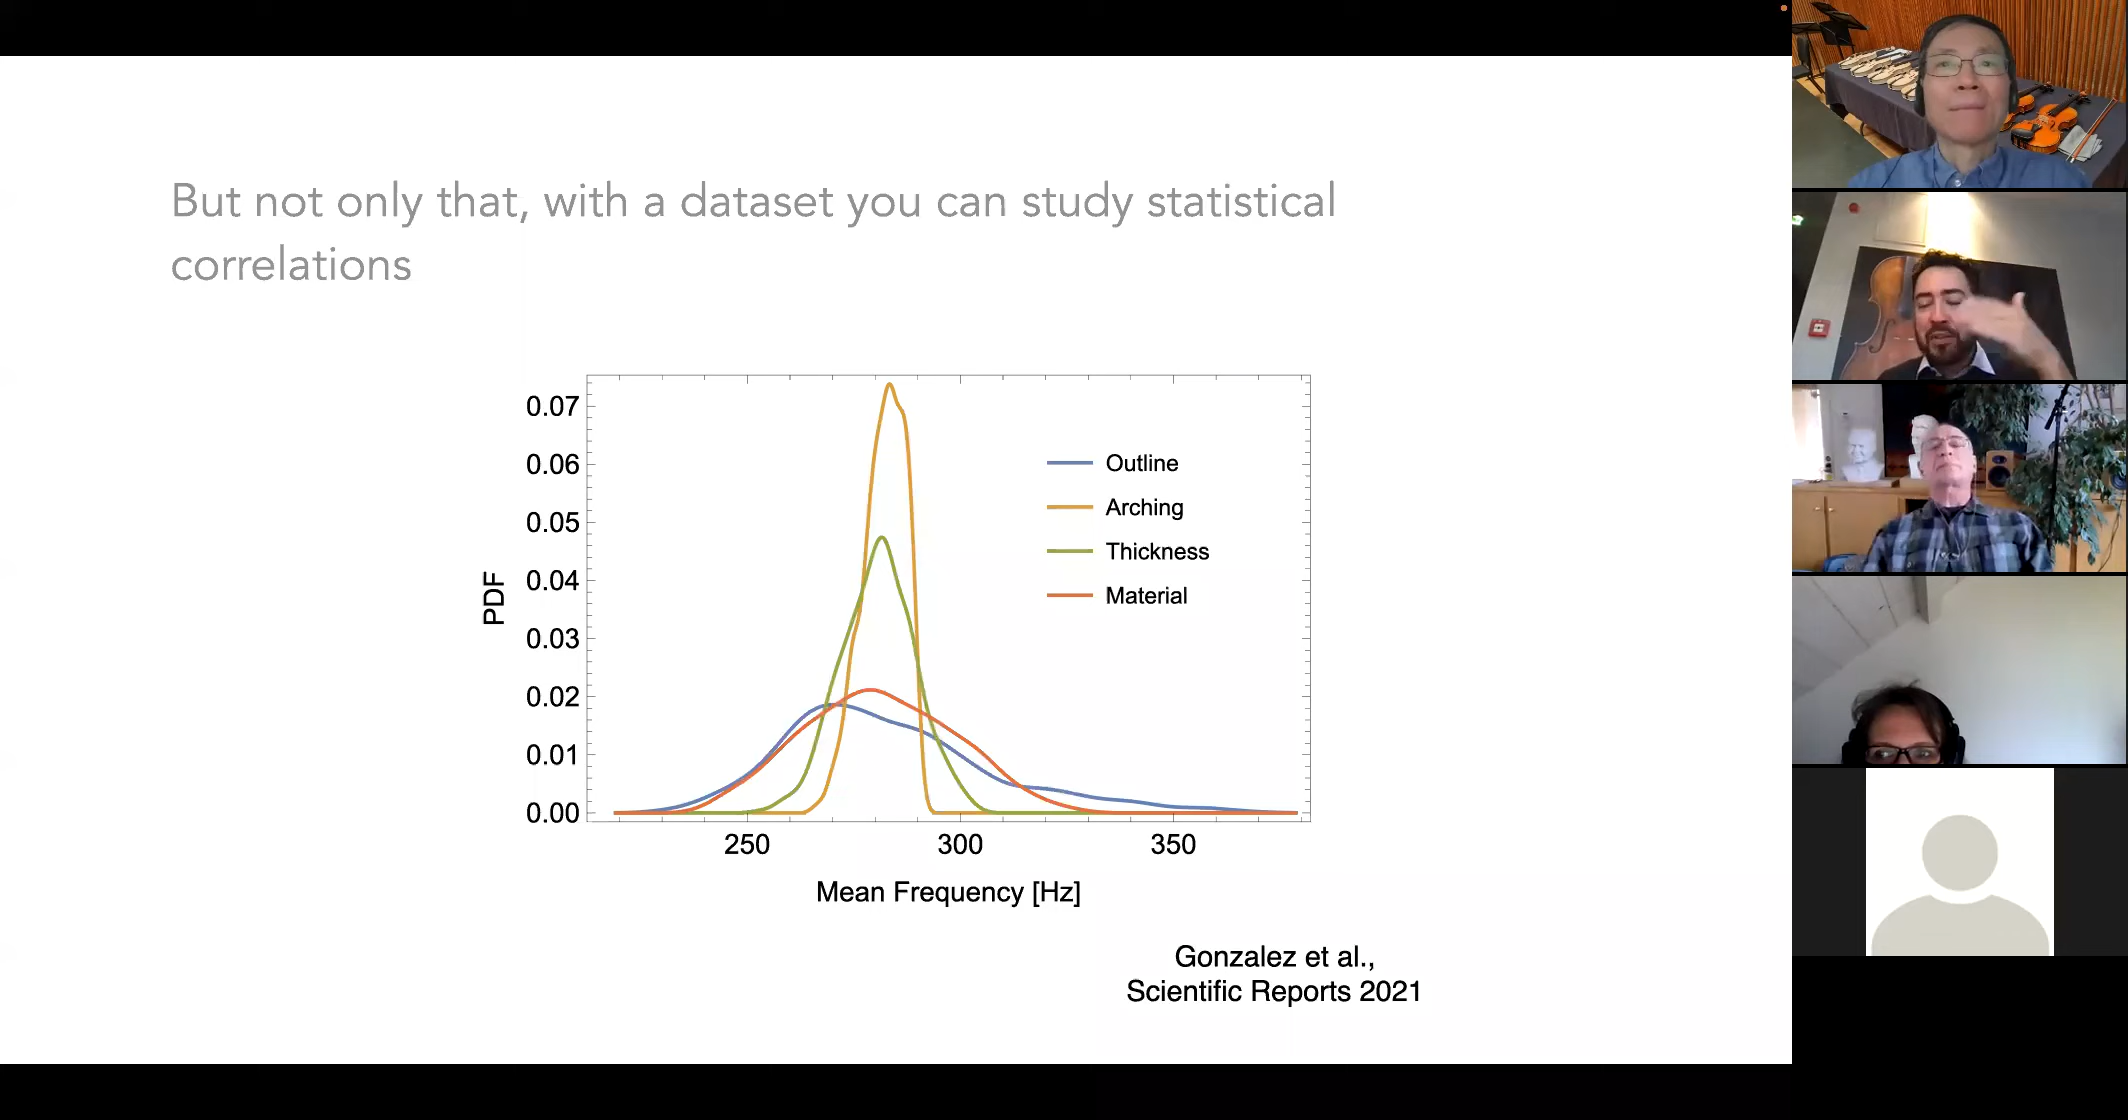 But not only that, with a dataset you can study statistical
correlations
0.07
0.06
0.05
0.04
0.03
0.02
0.01
0.00
PDF
Outline
Arching
Thickness
Material
250 300 350
Mean Frequency [Hz]
Gonzalez et al.,
Scientific Reports 2021